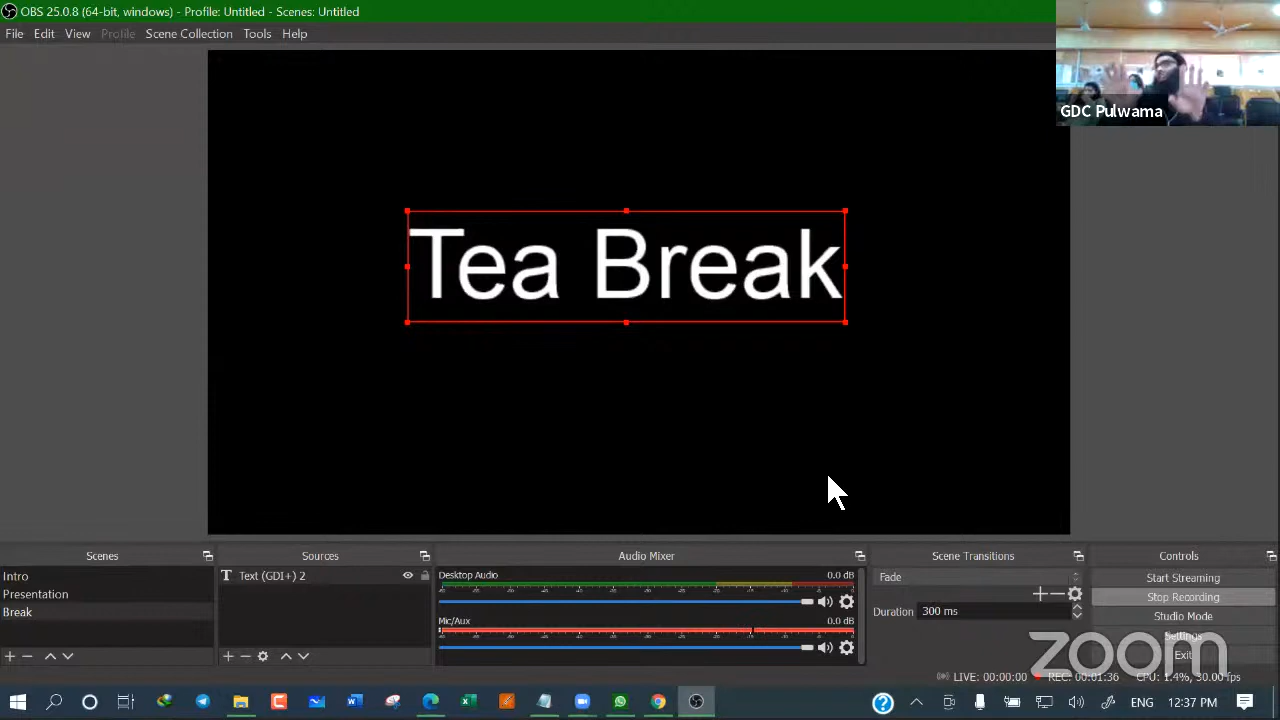 OBS 25.0.8 (64-bit, windows) - Profile: Untitled - Scenes: Untitled
File Edit View Profile Scene Collection Tools Help
GDC Pulwama
Tea Break
Scenes
Intro
Presentation
Break
Sources
Text (GDI+) 2
Audio Mixer
Desktop Audio 0.0 dB
Mic/Aux 0.0 dB
Scene Transitions
Fade
Duration 300 ms
Controls
Start Streaming
Stop Recording
Studio Mode
Settings
Exit
zoom
LIVE: 00:00:00 REC: 00:01:36 CPU: 1.4%, 30.00 fps
ENG 12:37 PM